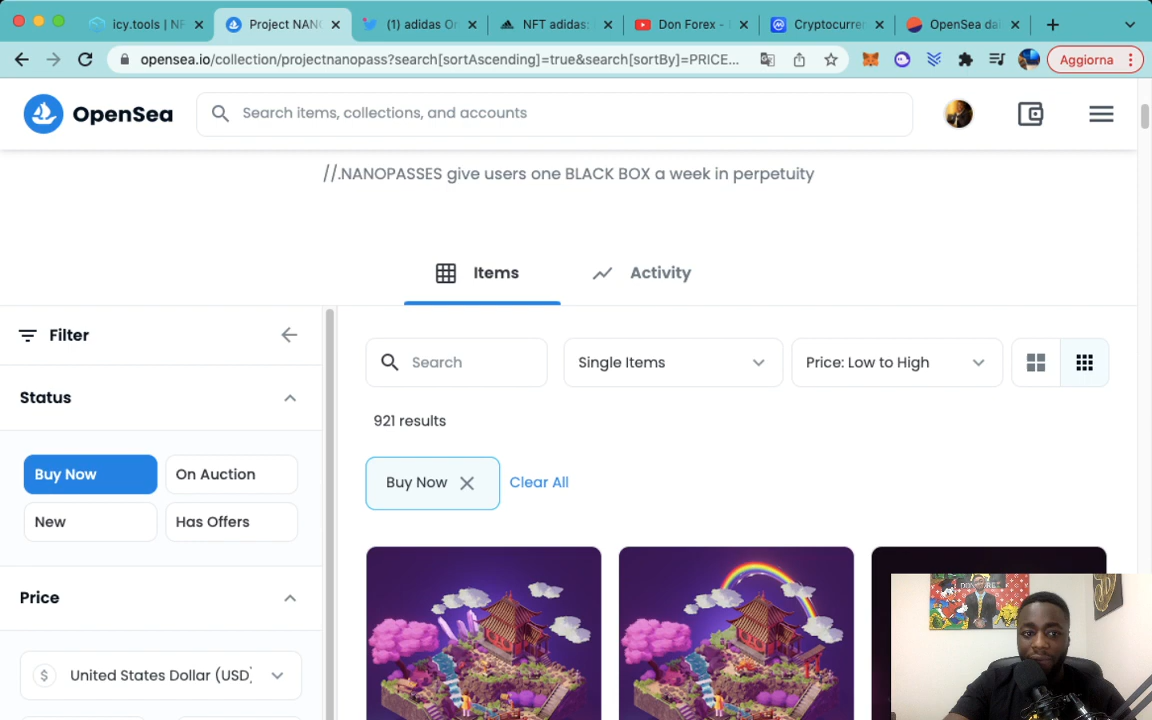 icy.tools | NF
Project NAN
(1) adidas Or
NFT adidas:
Don Forex -
Cryptocurren
OpenSea da
opensea.io/collection/projectnanopass?search[sortAscending]=true&search[sortBy]=PRICE...
Aggiorna
OpenSea
Search items, collections, and accounts
//.NANOPASSES give users one BLACK BOX a week in perpetuity
Items
Activity
Filter
Search
Single Items
Price: Low to High
Status
921 results
Buy Now
On Auction
Buy Now
Clear All
New
Has Offers
Price
$ United States Dollar (USD)